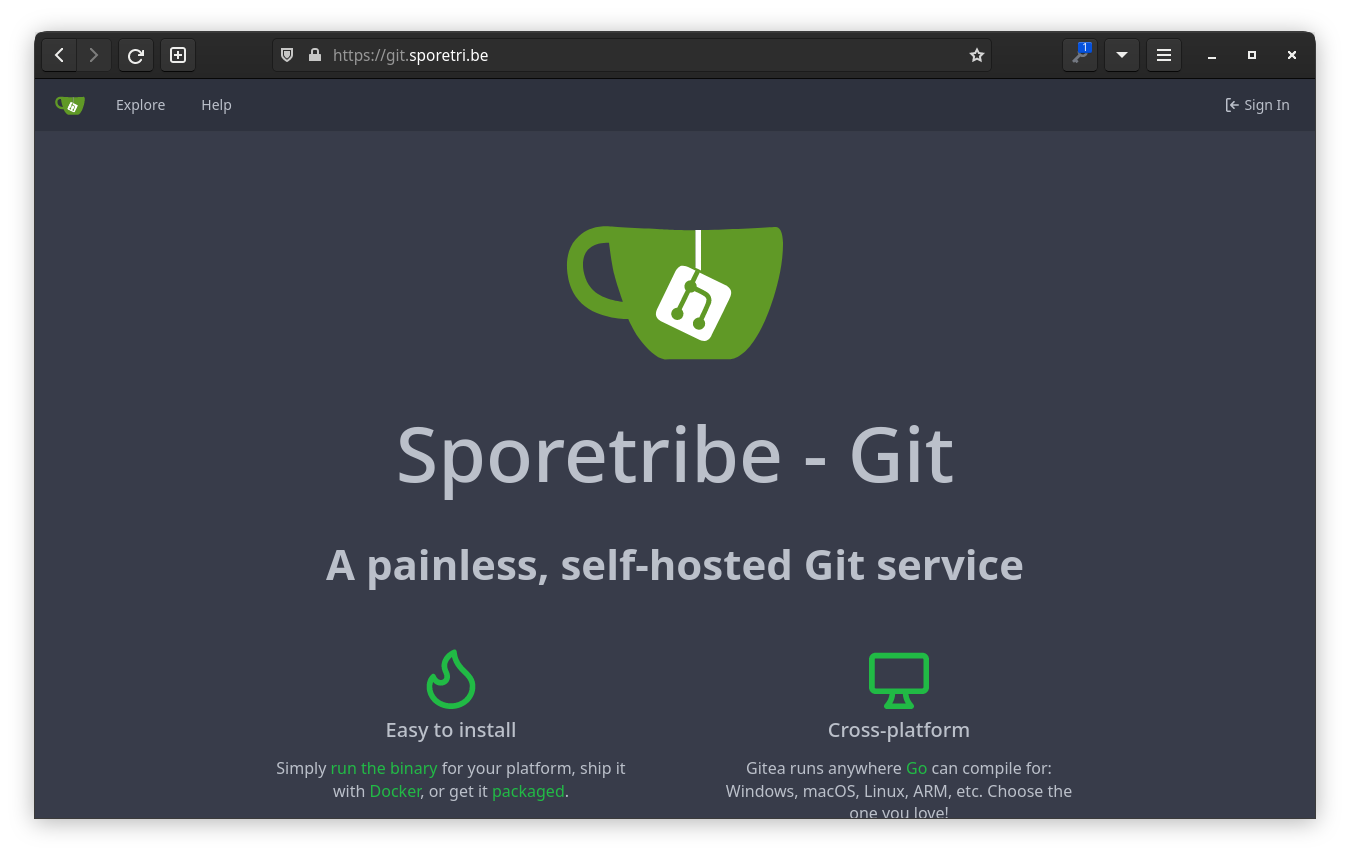 https://git.sporetri.be
1
Explore
Help
Sign In
Sporetribe - Git
A painless, self-hosted Git service
Easy to install
Simply run the binary for your platform, ship it
with Docker, or get it packaged.
Cross-platform
Gitea runs anywhere Go can compile for:
Windows, macOS, Linux, ARM, etc. Choose the
one you love!